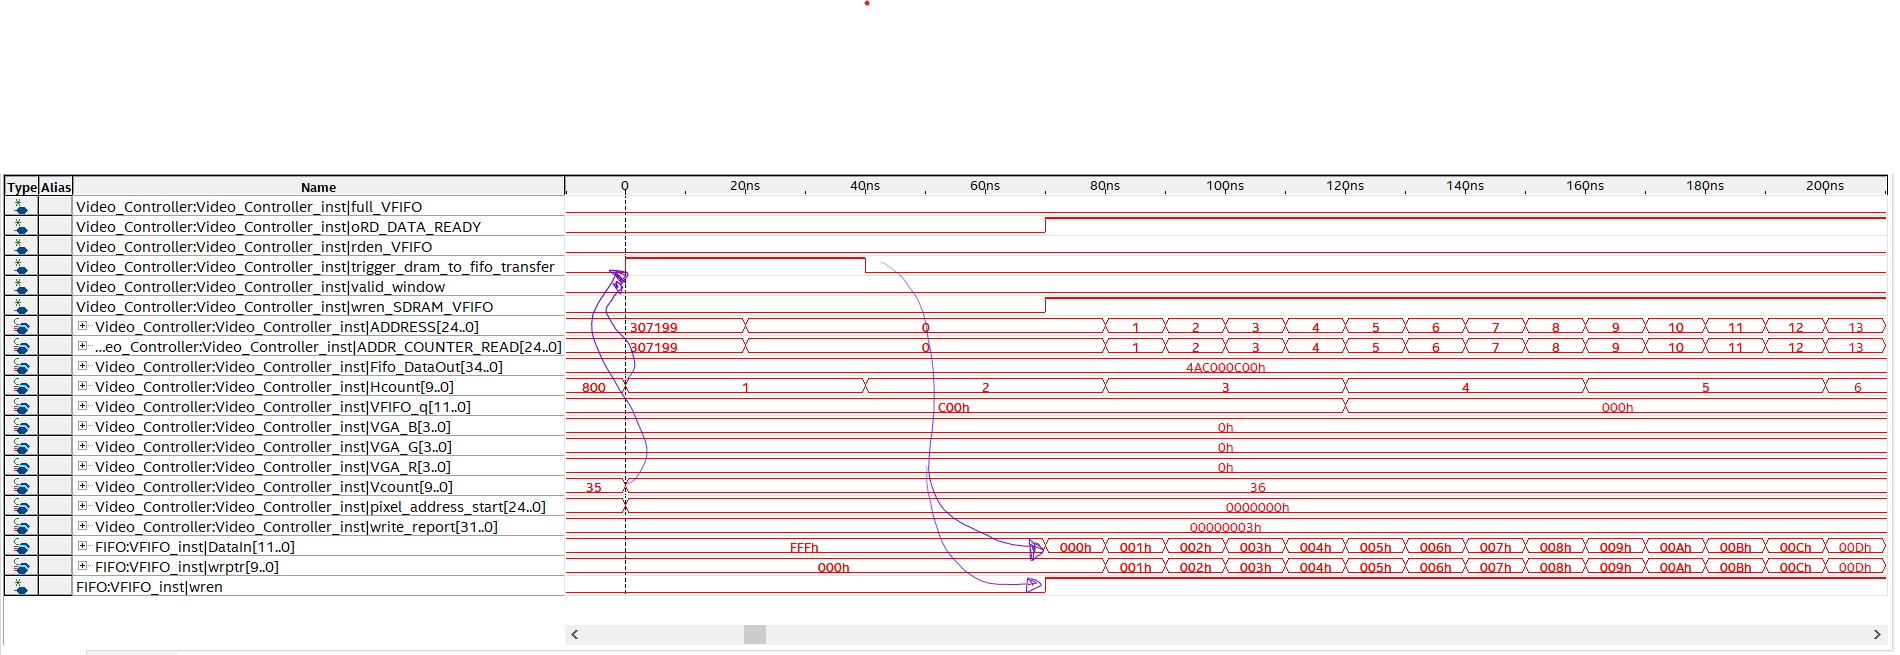 Type Alias Name 0 20ns 40ns 60ns 80ns 100ns 120ns 140ns 160ns 180ns 200ns
Video_Controller:Video_Controller_inst|full_VFIFO
Video_Controller:Video_Controller_inst|oRD_DATA_READY
Video_Controller:Video_Controller_inst|rden_VFIFO
Video_Controller:Video_Controller_inst|trigger_dram_to_fifo_transfer
Video_Controller:Video_Controller_inst|valid_window
Video_Controller:Video_Controller_inst|wren_SDRAM_VFIFO
Video_Controller:Video_Controller_inst|ADDRESS[24..0] 307199 0 1 2 3 4 5 6 7 8 9 10 11 12 13
...eo_Controller:Video_Controller_inst|ADDR_COUNTER_READ[24..0] 307199 0 1 2 3 4 5 6 7 8 9 10 11 12 13
Video_Controller:Video_Controller_inst|Fifo_DataOut[34..0] 4AC000C00h
Video_Controller:Video_Controller_inst|Hcount[9..0] 800 1 2 3 4 5 6
Video_Controller:Video_Controller_inst|VFIFO_q[11..0] C00h 000h
Video_Controller:Video_Controller_inst|VGA_B[3..0] 0h
Video_Controller:Video_Controller_inst|VGA_G[3..0] 0h
Video_Controller:Video_Controller_inst|VGA_R[3..0] 0h
Video_Controller:Video_Controller_inst|Vcount[9..0] 35 36
Video_Controller:Video_Controller_inst|pixel_address_start[24..0] 0000000h
Video_Controller:Video_Controller_inst|write_report[31..0] 00000003h
FIFO:VFIFO_inst|DataIn[11..0] FFFh 000h 001h 002h 003h 004h 005h 006h 007h 008h 009h 00Ah 00Bh 00Ch 00Dh
FIFO:VFIFO_inst|wrptr[9..0] 000h 001h 002h 003h 004h 005h 006h 007h 008h 009h 00Ah 00Bh 00Ch 00Dh
FIFO:VFIFO_inst|wren